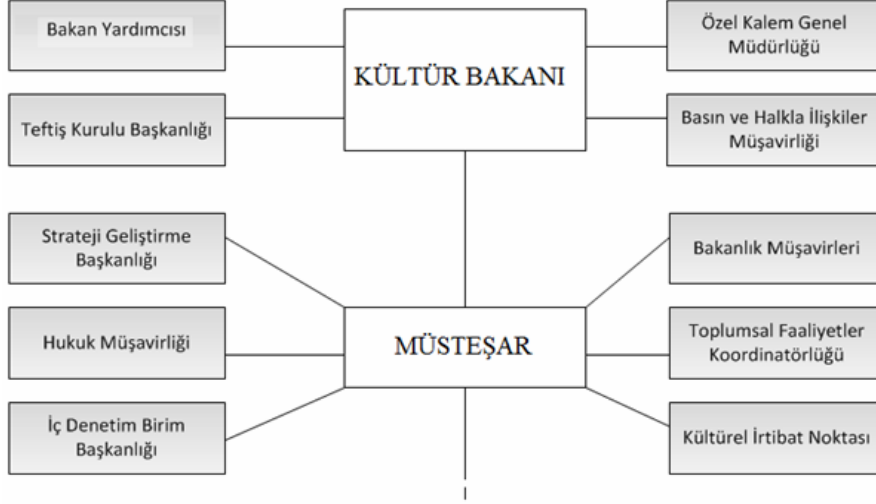 Bakan Yardımcısı
KÜLTÜR BAKANI
Özel Kalem Genel
Müdürlüğü
Teftiş Kurulu Başkanlığı
Basın ve Halkla İlişkiler
Müşavirliği
Strateji Geliştirme
Başkanlığı
Bakanlık Müşavirleri
Hukuk Müşavirliği
MÜSTEŞAR
Toplumsal Faaliyetler
Koordinatörlüğü
İç Denetim Birim
Başkanlığı
Kültürel İrtibat Noktası